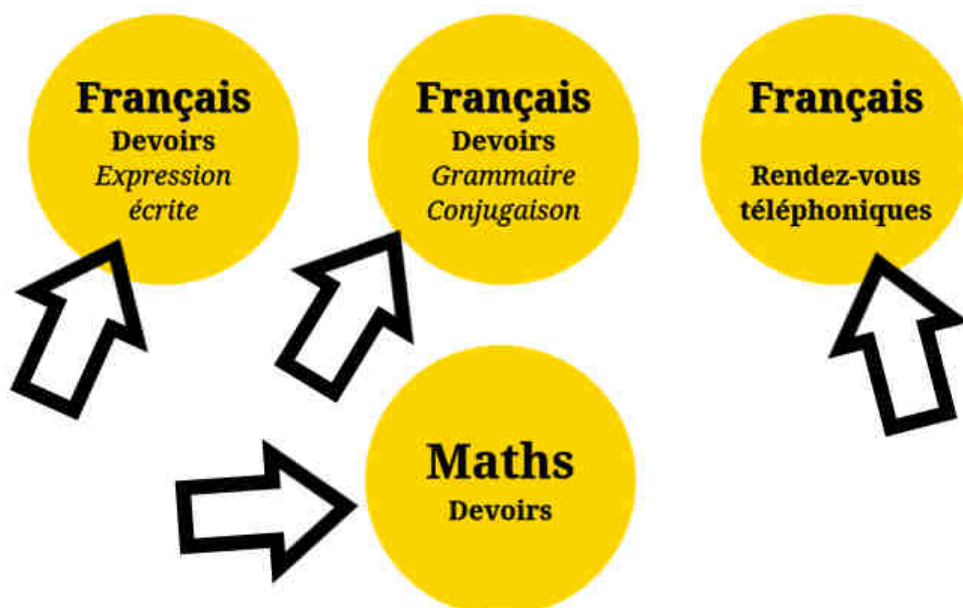 Français
Devoirs
Expression
écrite
Français
Devoirs
Grammaire
Conjugaison
Français
Rendez-vous
téléphoniques
Maths
Devoirs